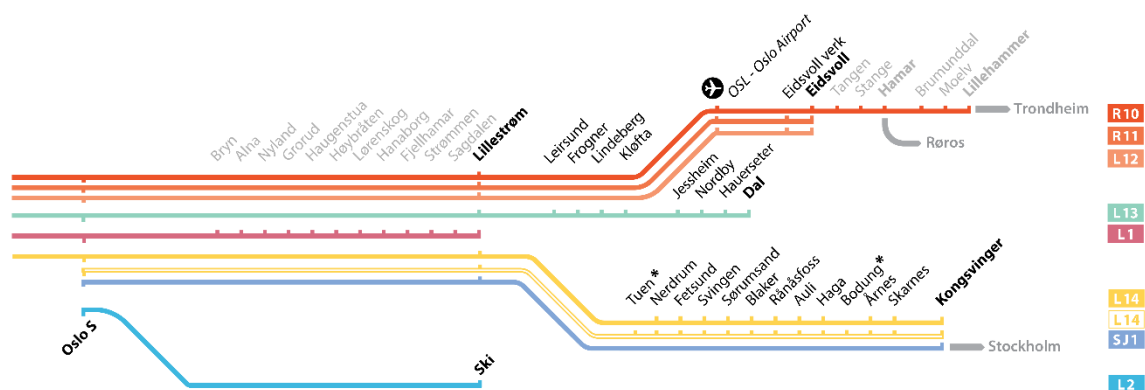 OSL - Oslo Airport
Eidsvoll verk
Eidsvoll
Tangen
Stange
Hamar
Brumunddal
Moelv
Lillehammer
Trondheim
Røros
R10
R11
L12
Bryn
Alna
Nyland
Grorud
Haugenstua
Høybråten
Lørenskog
Hanaborg
Fjellhamar
Strømmen
Sagdalen
Lillestrøm
Leirsund
Frogner
Lindeberg
Kløfta
Jessheim
Nordby
Hauerseter
Dal
L13
L1
Tuen *
Nerdrum
Fetsund
Svingen
Sørumsand
Blaker
Rånåsfoss
Auli
Haga
Bodung *
Årnes
Skarnes
Kongsvinger
L14
L14
SJ1
Stockholm
Oslo S
Ski
L2